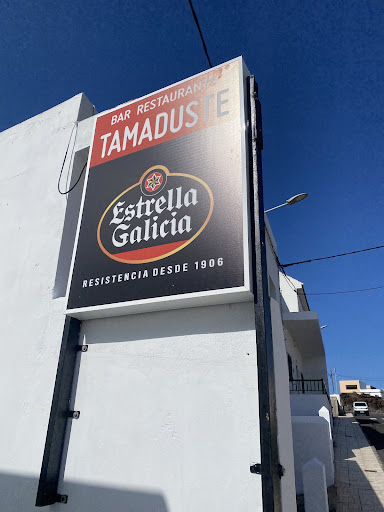 BAR RESTAURANTE
TAMADUSTE
Estrella
Galicia
RESISTENCIA DESDE 1906